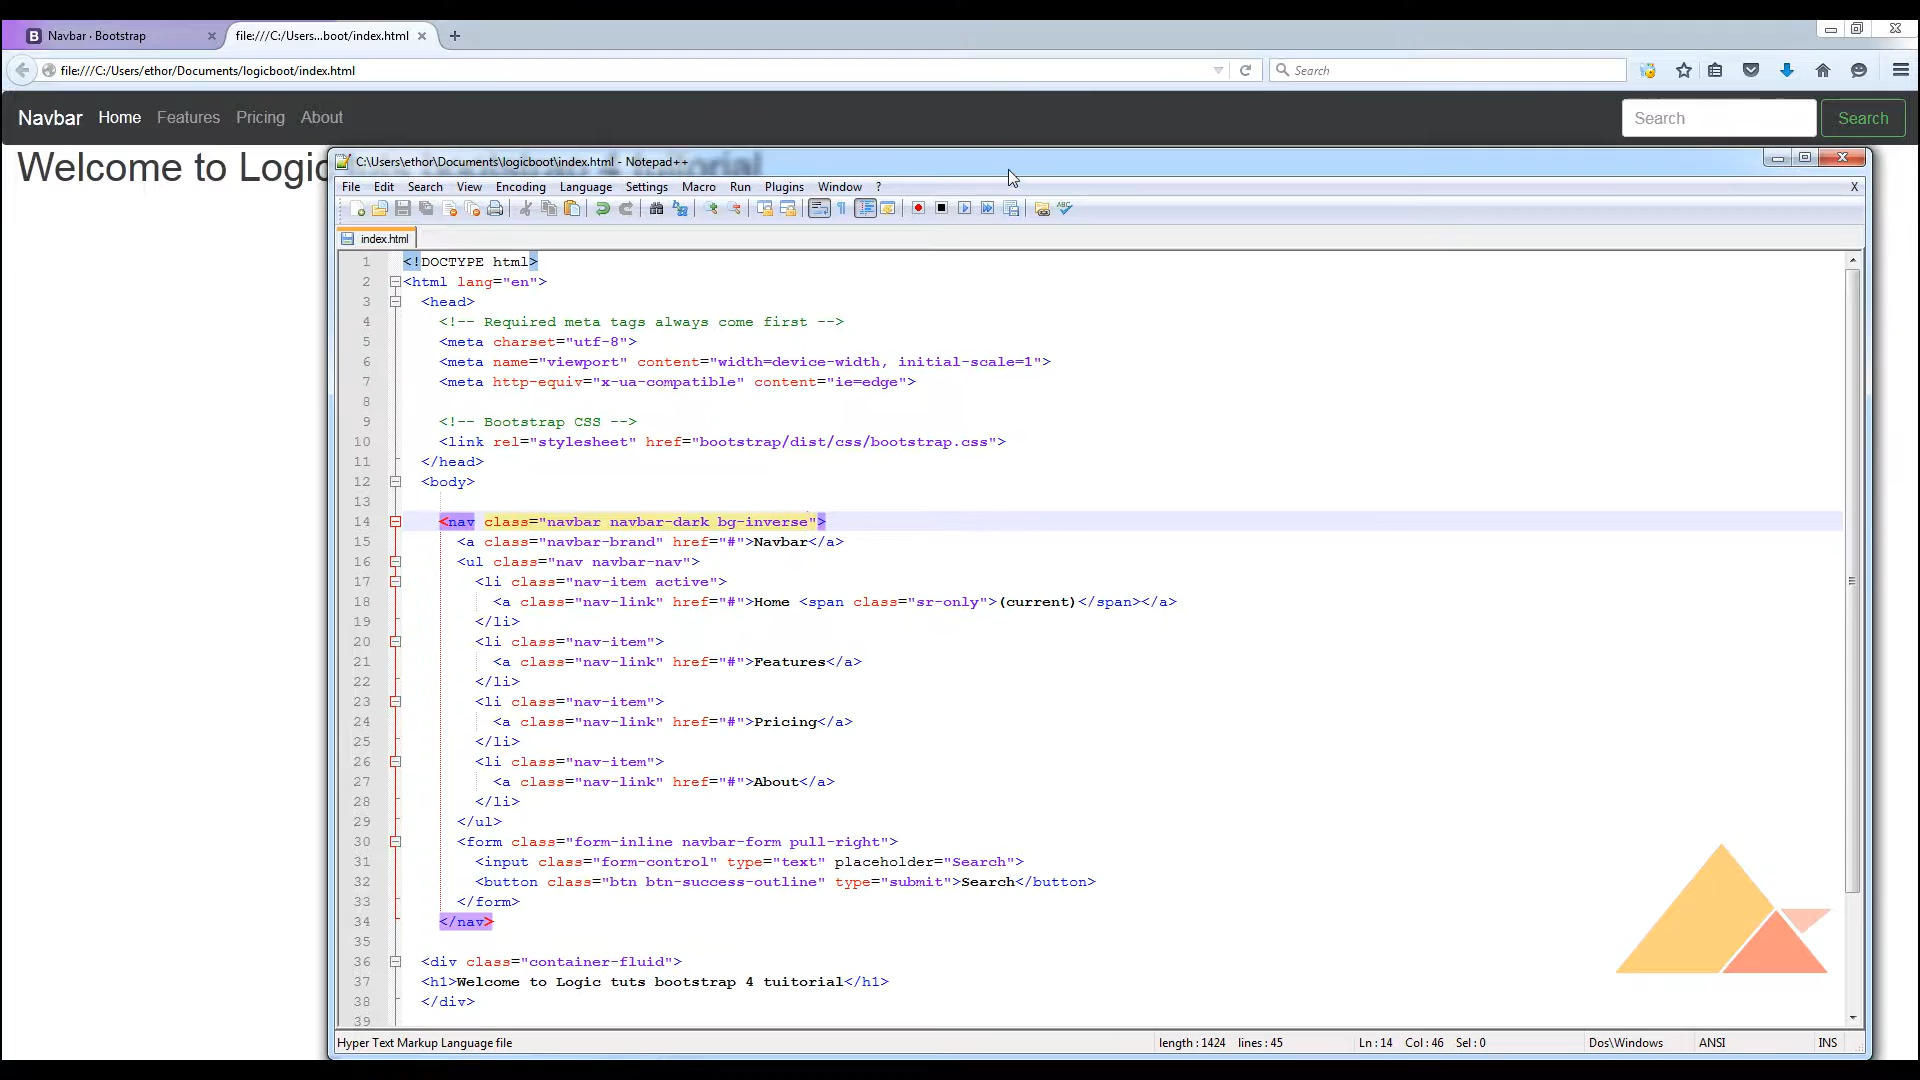 Navbar · Bootstrap
file:///C:/Users...boot/index.html
file:///C:/Users/ethor/Documents/logicboot/index.html
Search
Navbar Home Features Pricing About
Search
Search
Welcome to Logic
C:\Users\ethor\Documents\logicboot\index.html - Notepad++
File Edit Search View Encoding Language Settings Macro Run Plugins Window ?
X
index.html
1 <!DOCTYPE html>
2 <html lang="en">
3 <head>
4 <!-- Required meta tags always come first -->
5 <meta charset="utf-8">
6 <meta name="viewport" content="width=device-width, initial-scale=1">
7 <meta http-equiv="x-ua-compatible" content="ie=edge">
8
9 <!-- Bootstrap CSS -->
10 <link rel="stylesheet" href="bootstrap/dist/css/bootstrap.css">
11 </head>
12 <body>
13
14 <nav class="navbar navbar-dark bg-inverse">
15 <a class="navbar-brand" href="#">Navbar</a>
16 <ul class="nav navbar-nav">
17 <li class="nav-item active">
18 <a class="nav-link" href="#">Home <span class="sr-only">(current)</span></a>
19 </li>
20 <li class="nav-item">
21 <a class="nav-link" href="#">Features</a>
22 </li>
23 <li class="nav-item">
24 <a class="nav-link" href="#">Pricing</a>
25 </li>
26 <li class="nav-item">
27 <a class="nav-link" href="#">About</a>
28 </li>
29 </ul>
30 <form class="form-inline navbar-form pull-right">
31 <input class="form-control" type="text" placeholder="Search">
32 <button class="btn btn-success-outline" type="submit">Search</button>
33 </form>
34 </nav>
35
36 <div class="container-fluid">
37 <h1>Welcome to Logic tuts bootstrap 4 tuitorial</h1>
38 </div>
39
Hyper Text Markup Language file length : 1424 lines : 45 Ln : 14 Col : 46 Sel : 0 Dos\Windows ANSI INS